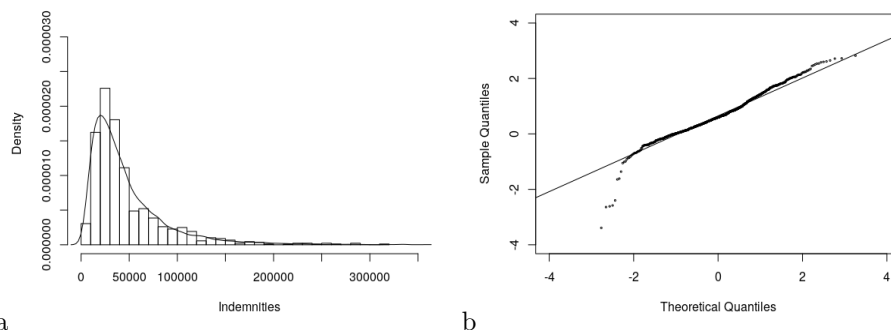 0.000000 0.000010 0.000020 0.000030
Density
0 50000 100000 200000 300000
Indemnities
a
-4 -2 0 2 4
Sample Quantiles
-4 -2 0 2 4
Theoretical Quantiles
b